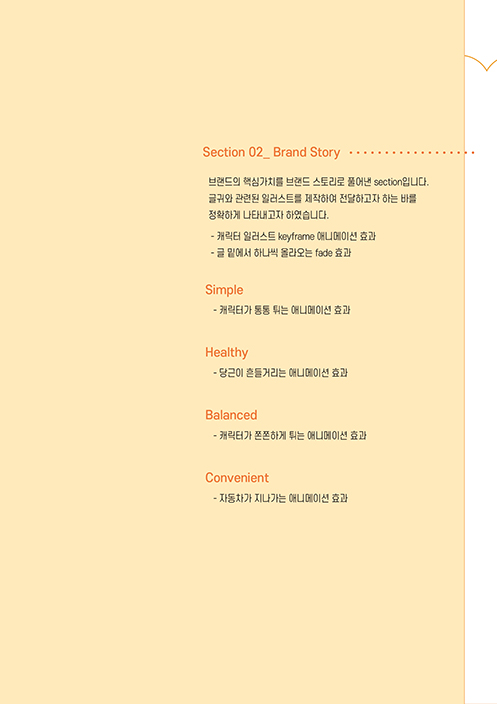 Section 02_ Brand Story
브랜드의 핵심가치를 브랜드 스토리로 풀어낸 section입니다.
글귀와 관련된 일러스트를 제작하여 전달하고자 하는 바를
정확하게 나타내고자 하였습니다.
- 캐릭터 일러스트 keyframe 애니메이션 효과
- 글 밑에서 하나씩 올라오는 fade 효과
Simple
- 캐릭터가 통통 튀는 애니메이션 효과
Healthy
- 당근이 흔들거리는 애니메이션 효과
Balanced
- 캐릭터가 쫀쫀하게 튀는 애니메이션 효과
Convenient
- 자동차가 지나가는 애니메이션 효과